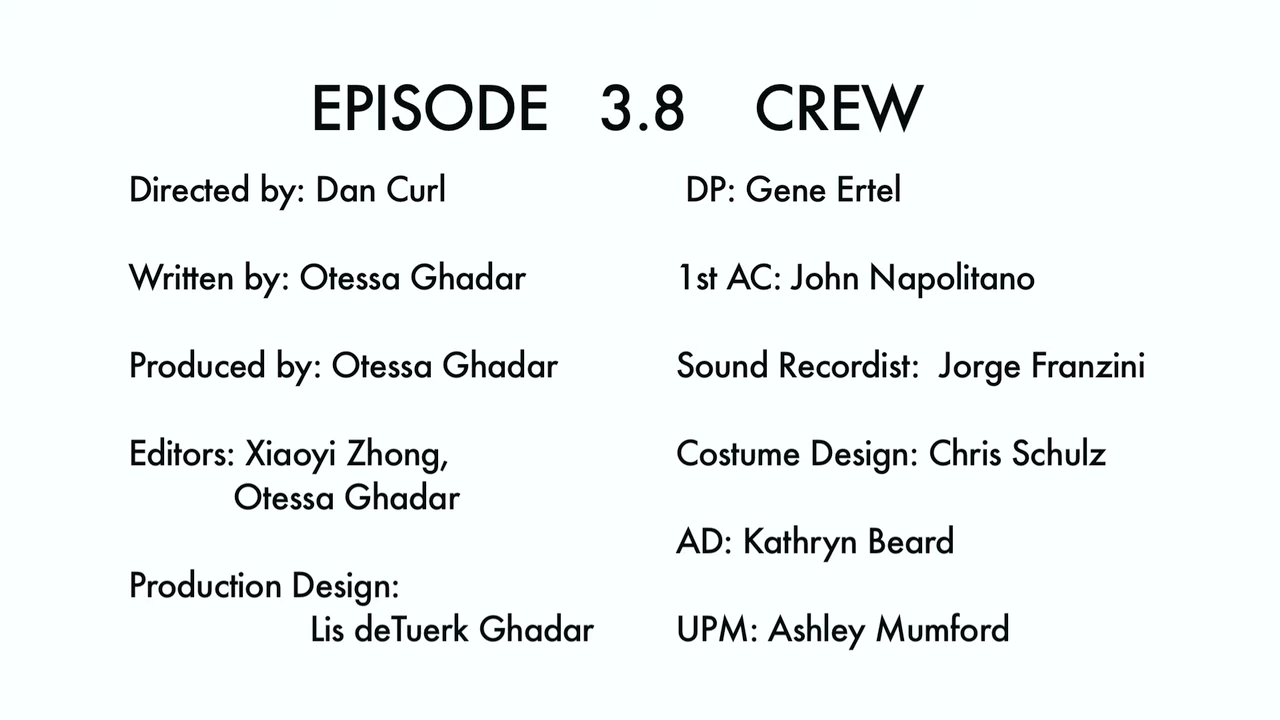 EPISODE 3.8 CREW
Directed by: Dan Curl
Written by: Otessa Ghadar
Produced by: Otessa Ghadar
Editors: Xiaoyi Zhong,
Otessa Ghadar
Production Design:
Lis deTuerk Ghadar
DP: Gene Ertel
1st AC: John Napolitano
Sound Recordist: Jorge Franzini
Costume Design: Chris Schulz
AD: Kathryn Beard
UPM: Ashley Mumford